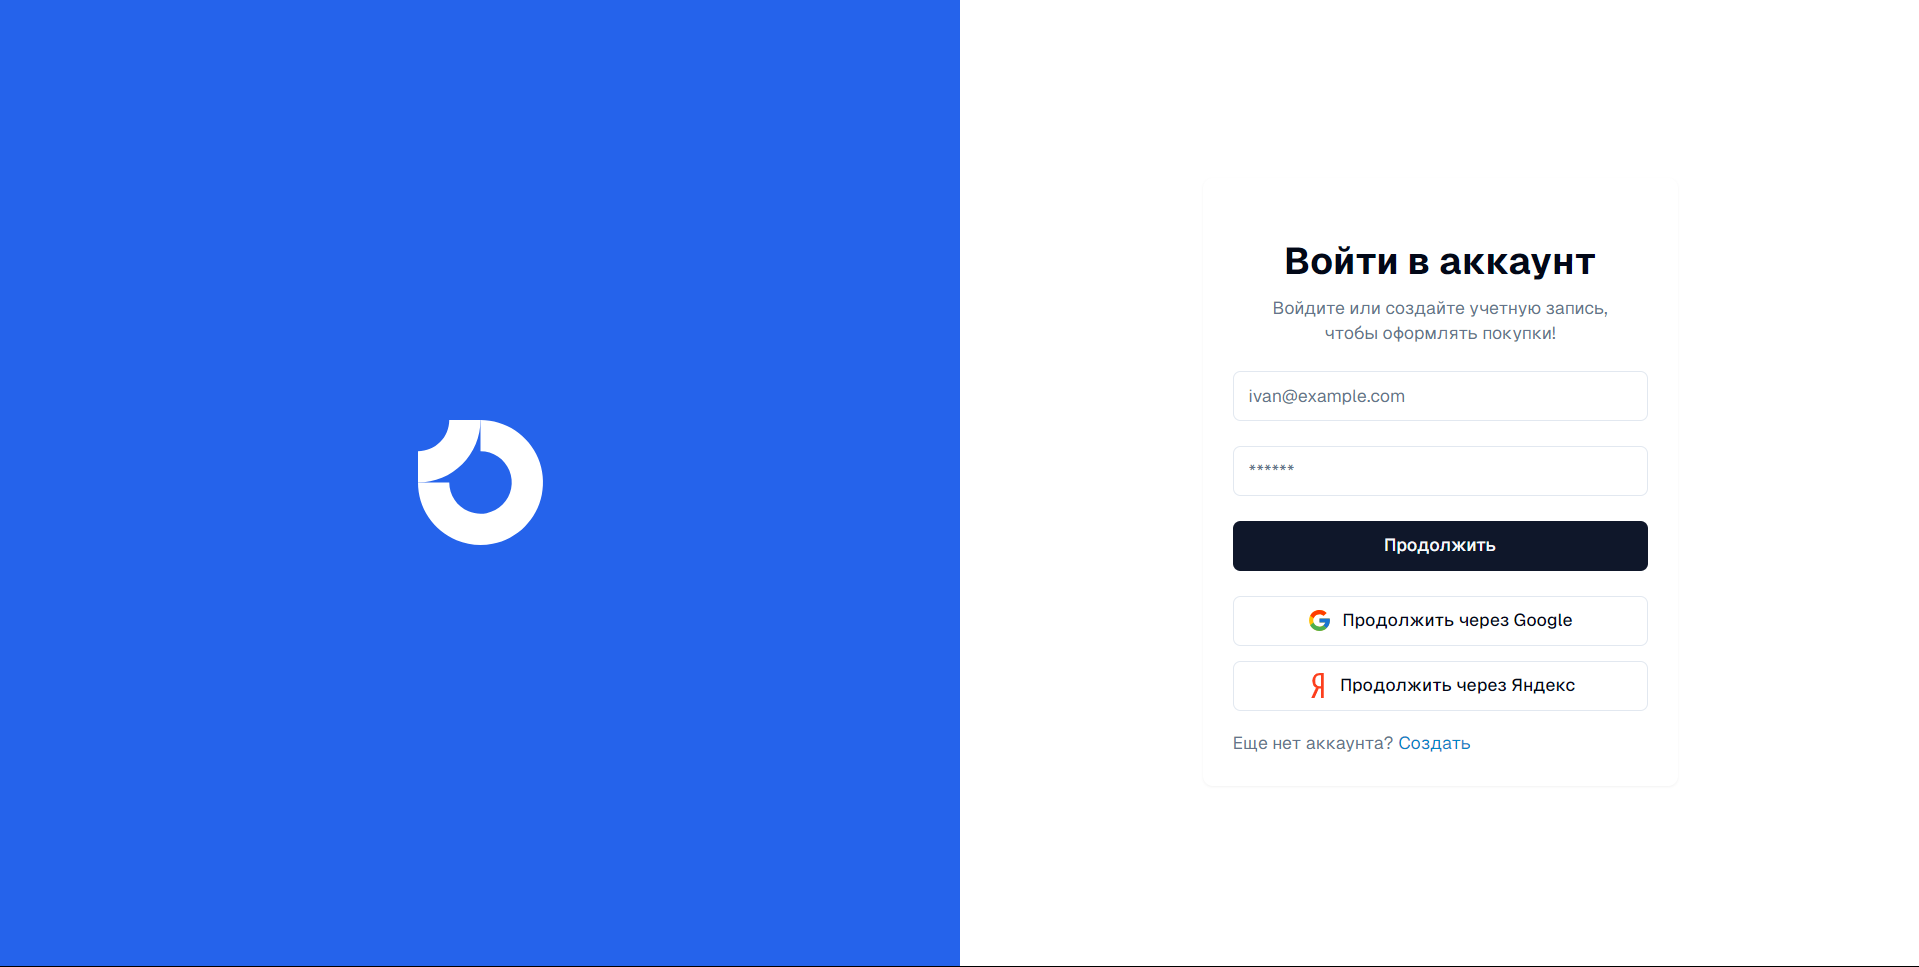 Войти в аккаунт
Войдите или создайте учетную запись,
чтобы оформлять покупки!
ivan@example.com
******
Продолжить
Продолжить через Google
Я Продолжить через Яндекс
Еще нет аккаунта? Создать